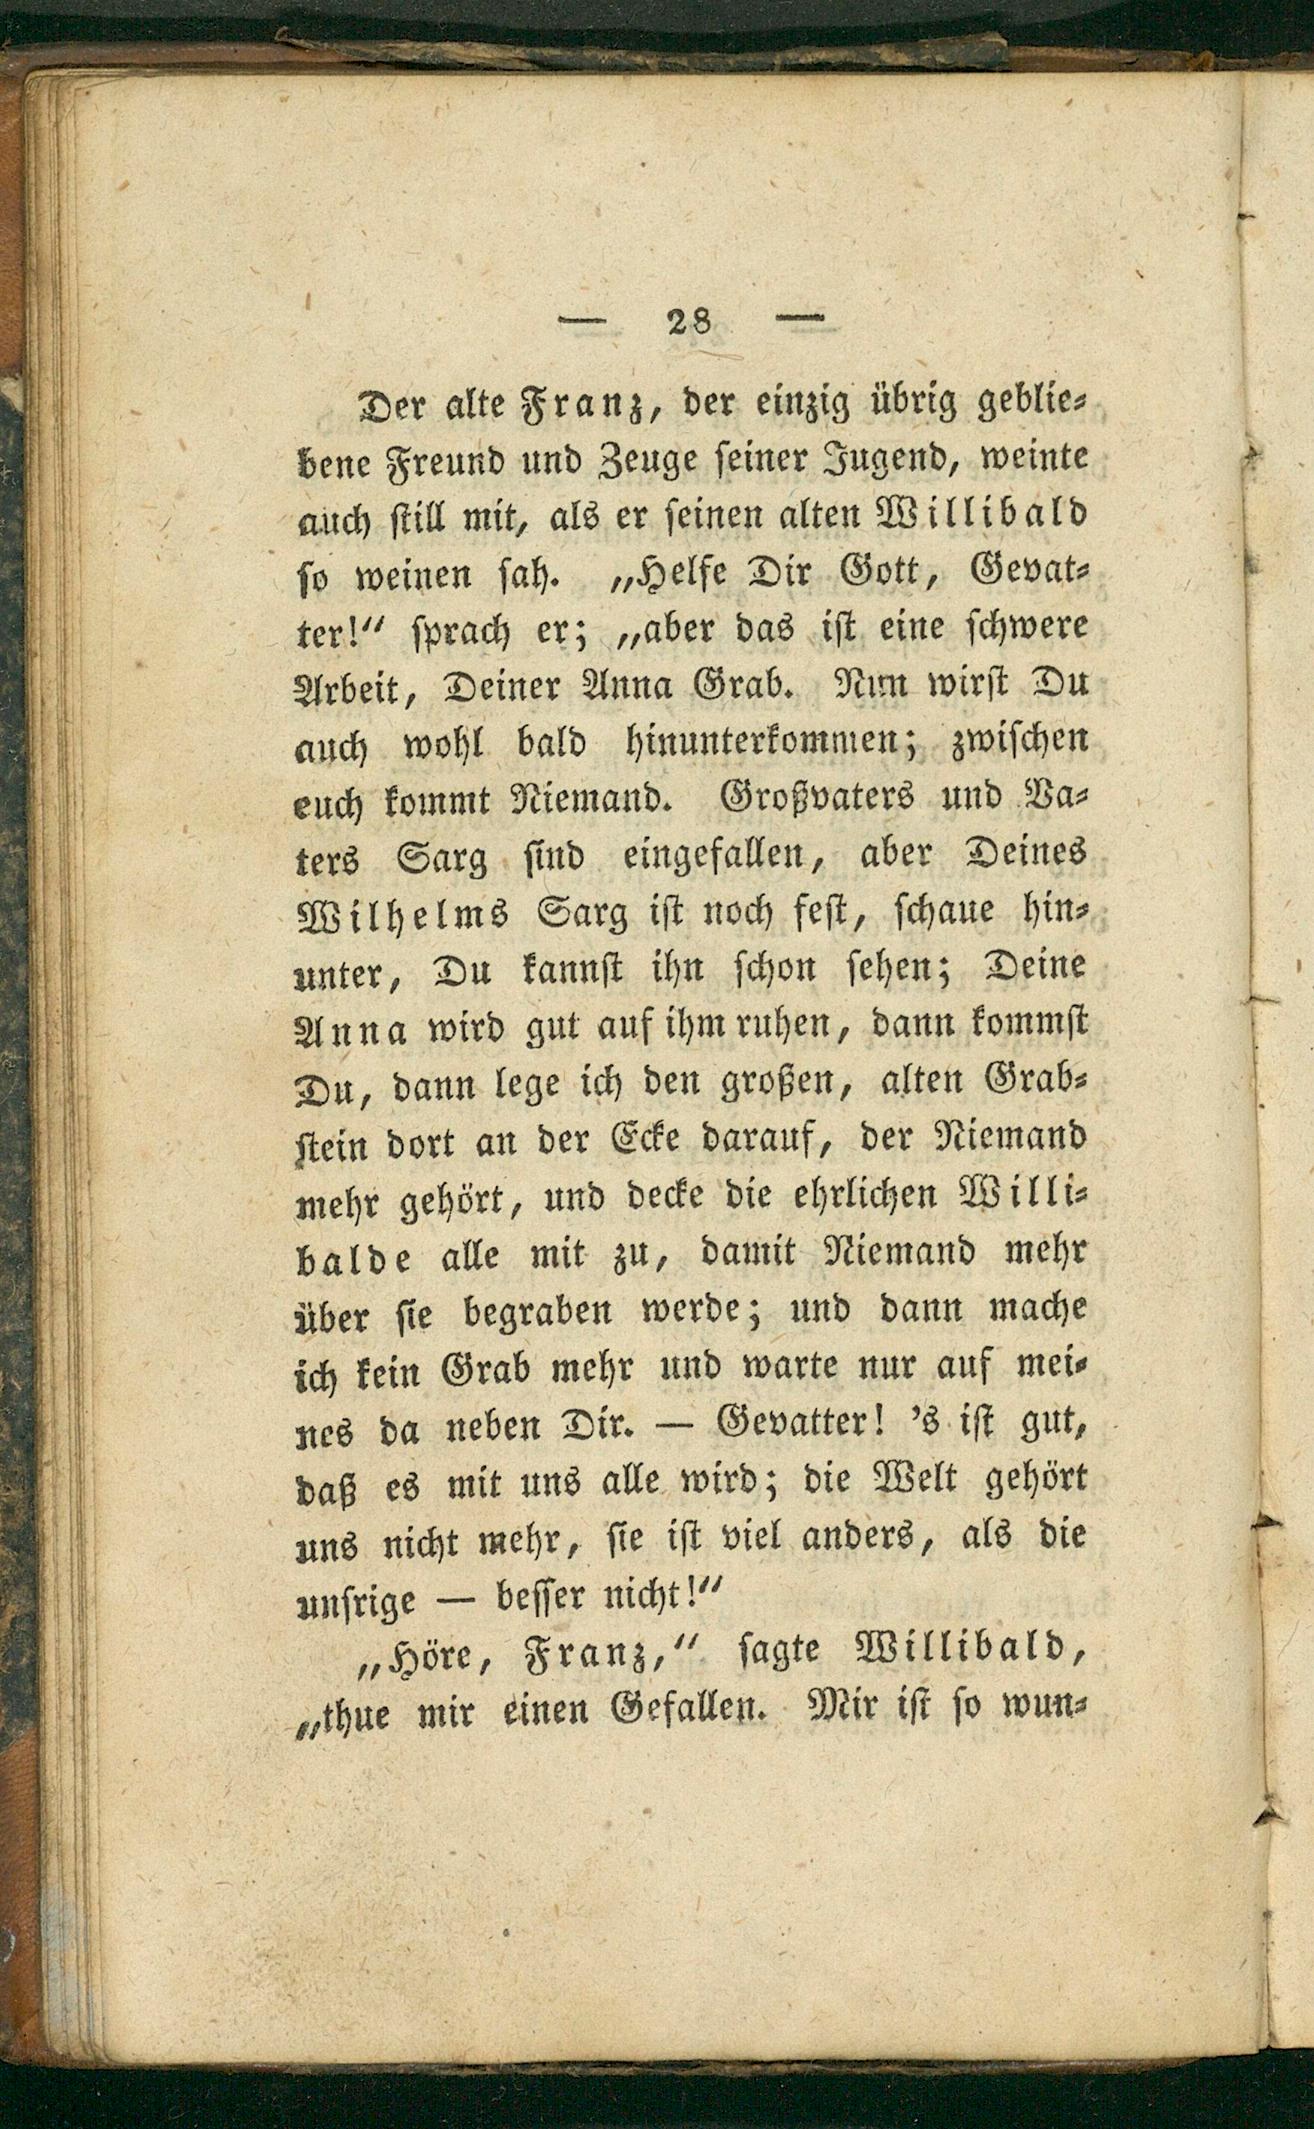 — 28 —
Der alte Franz, der einzig übrig geblie-
bene Freund und Zeuge seiner Jugend, weinte
auch still mit, als er seinen alten Willibald
so weinen sah. „Helfe Dir Gott, Gevat-
ter!“ sprach er; „aber das ist eine schwere
Arbeit, Deiner Anna Grab. Nun wirst Du
auch wohl bald hinunterkommen; zwischen
euch kommt Niemand. Großvaters und Va-
ters Sarg sind eingefallen, aber Deines
Wilhelms Sarg ist noch fest, schaue hin-
unter, Du kannst ihn schon sehen; Deine
Anna wird gut auf ihm ruhen, dann kommst
Du, dann lege ich den großen, alten Grab-
stein dort an der Ecke darauf, der Niemand
mehr gehört, und decke die ehrlichen Willi-
balde alle mit zu, damit Niemand mehr
über sie begraben werde; und dann mache
ich kein Grab mehr und warte nur auf mei-
nes da neben Dir. — Gevatter! 's ist gut,
daß es mit uns alle wird; die Welt gehört
uns nicht mehr, sie ist viel anders, als die
unsrige — besser nicht!“
„Höre, Franz,“ sagte Willibald,
„thue mir einen Gefallen. Mir ist so wun-